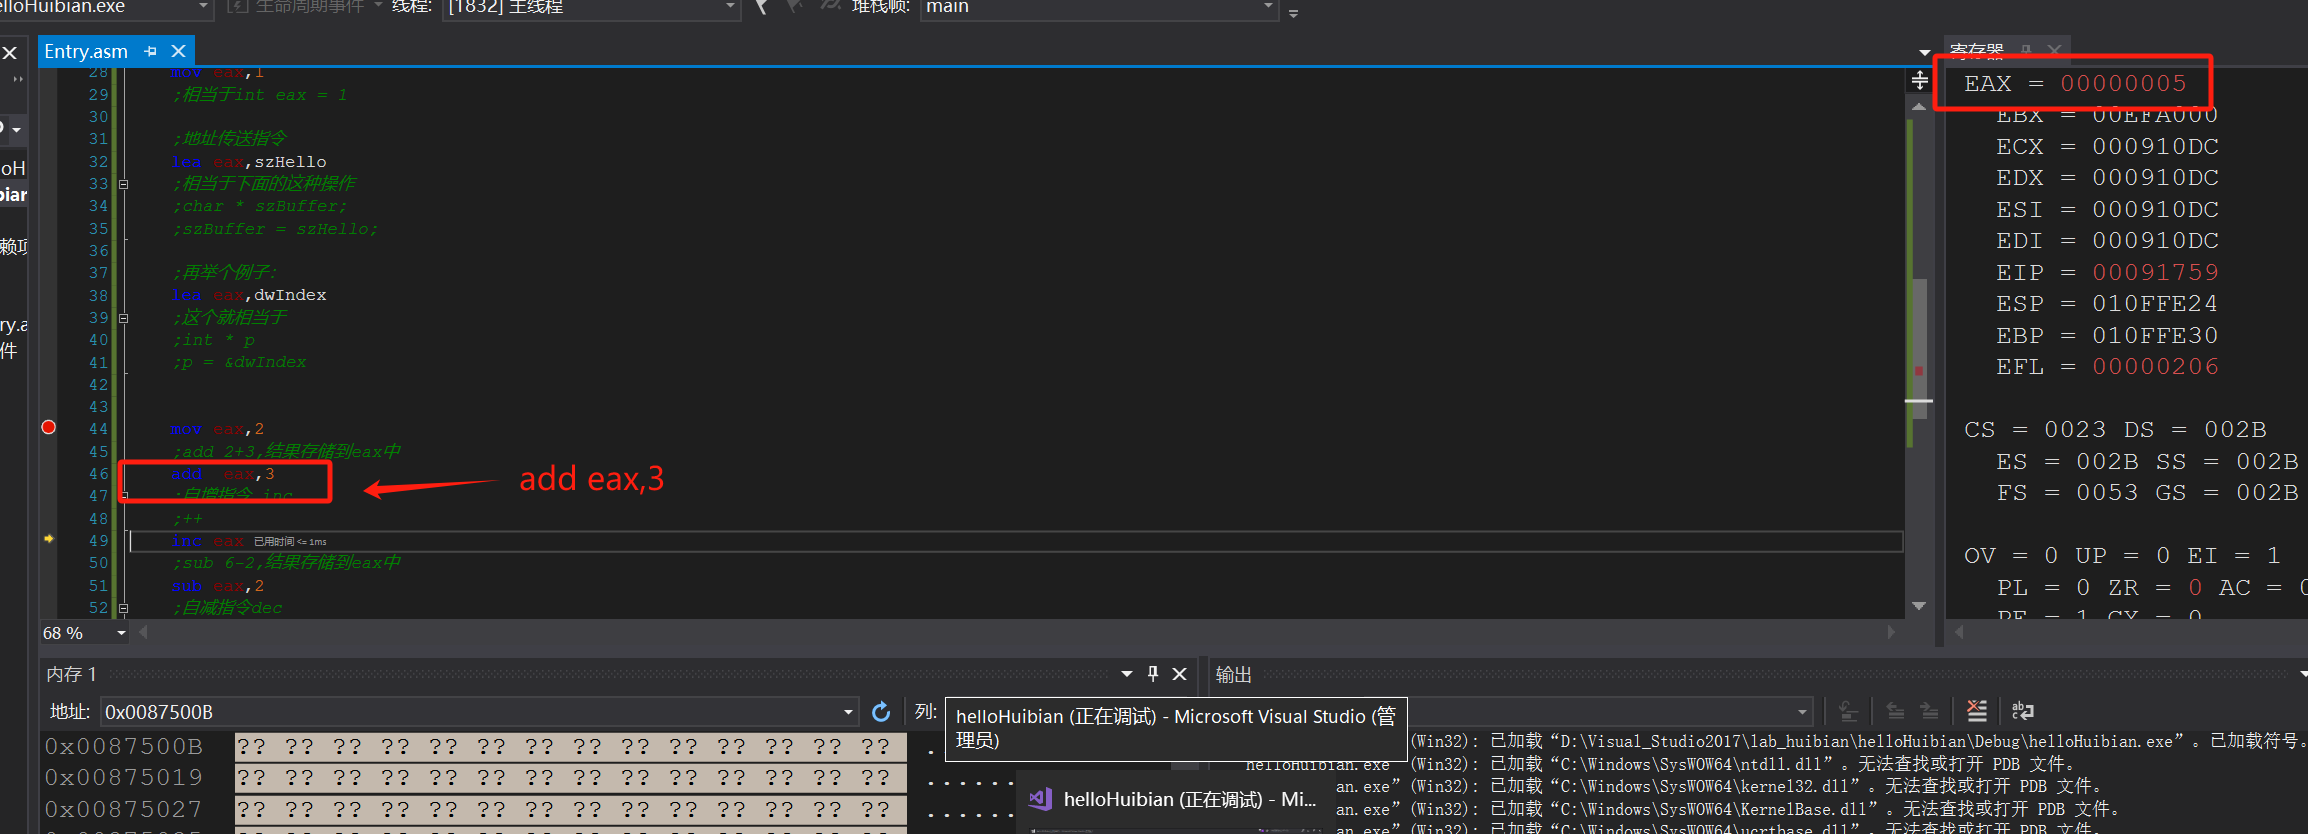 elloHuibian.exe 生命周期事件 线程: [1832] 主线程 堆栈帧: main
Entry.asm
寄存器
28 mov eax,1
29 ;相当于int eax = 1
30
31 ;地址传送指令
32 lea eax,szHello
33 ;相当于下面的这种操作
34 ;char * szBuffer;
35 ;szBuffer = szHello;
36
37 ;再举个例子:
38 lea eax,dwIndex
39 ;这个就相当于
40 ;int * p
41 ;p = &dwIndex
42
43
44 mov eax,2
45 ;add 2+3,结果存储到eax中
46 add eax,3
add eax,3
47 ;自增指令 inc
48 ;++
49 inc eax 已用时间 <= 1ms
50 ;sub 6-2,结果存储到eax中
51 sub eax,2
52 ;自减指令dec
68 %
EAX = 00000005
EBX = 00EFA000
ECX = 000910DC
EDX = 000910DC
ESI = 000910DC
EDI = 000910DC
EIP = 00091759
ESP = 010FFE24
EBP = 010FFE30
EFL = 00000206
CS = 0023 DS = 002B
ES = 002B SS = 002B
FS = 0053 GS = 002B
OV = 0 UP = 0 EI = 1
PL = 0 ZR = 0 AC = 0
PE = 1 CY = 0
oH
bian
赖项
ry.a
件
内存 1
地址: 0x0087500B 列:
0x0087500B ?? ?? ?? ?? ?? ?? ?? ?? ?? ?? ?? ?? ?? ?? .
0x00875019 ?? ?? ?? ?? ?? ?? ?? ?? ?? ?? ?? ?? ?? ?? ......
0x00875027 ?? ?? ?? ?? ?? ?? ?? ?? ?? ?? ?? ?? ?? ?? ......
helloHuibian (正在调试) - Microsoft Visual Studio (管
理员)
helloHuibian (正在调试) - Mi...
输出
(Win32): 已加载“D:\Visual_Studio2017\lab_huibian\helloHuibian\Debug\helloHuibian.exe”。已加载符号。
helloHuibian.exe”(Win32): 已加载“C:\Windows\SysWOW64\ntdll.dll”。无法查找或打开 PDB 文件。
an.exe”(Win32): 已加载“C:\Windows\SysWOW64\kernel32.dll”。无法查找或打开 PDB 文件。
an.exe”(Win32): 已加载“C:\Windows\SysWOW64\KernelBase.dll”。无法查找或打开 PDB 文件。
an.exe”(Win32): 已加载“C:\Windows\SysWOW64\ucrtbase.dll”。无法查找或打开 PDB 文件。